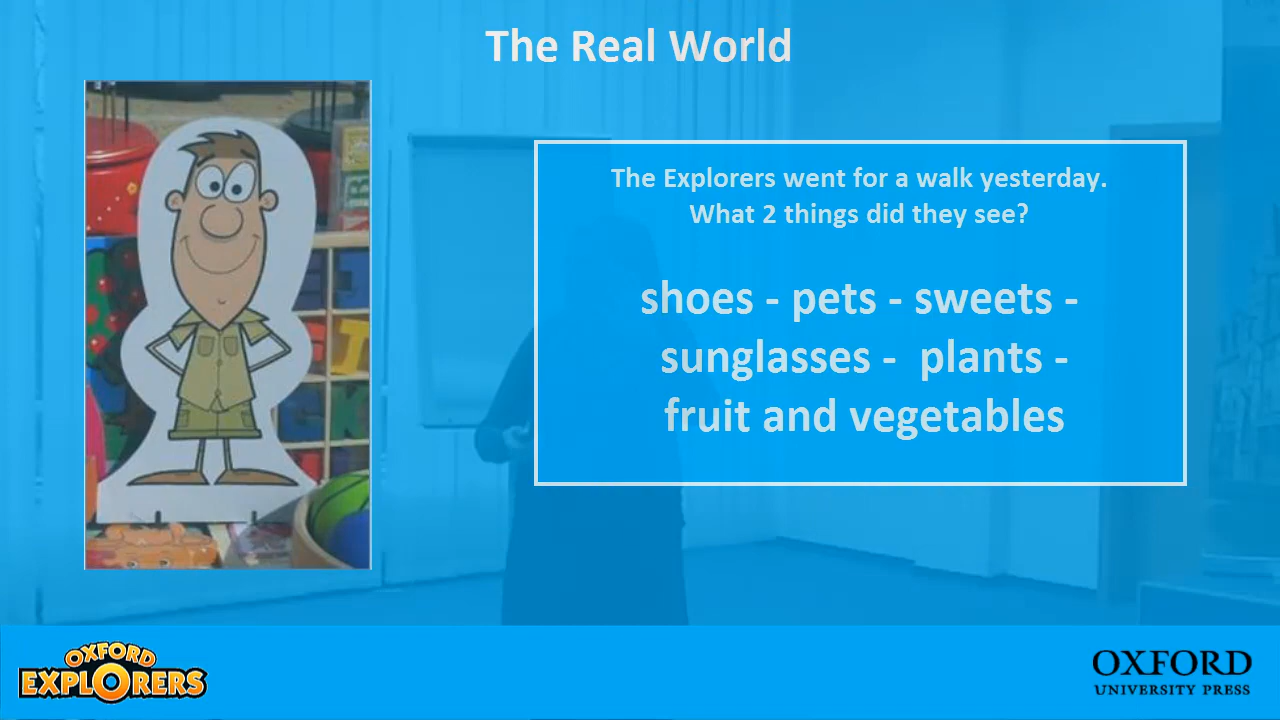 The Real World
The Explorers went for a walk yesterday.
What 2 things did they see?
shoes - pets - sweets -
sunglasses - plants -
fruit and vegetables
OXFORD
EXPLORERS
OXFORD
UNIVERSITY PRESS